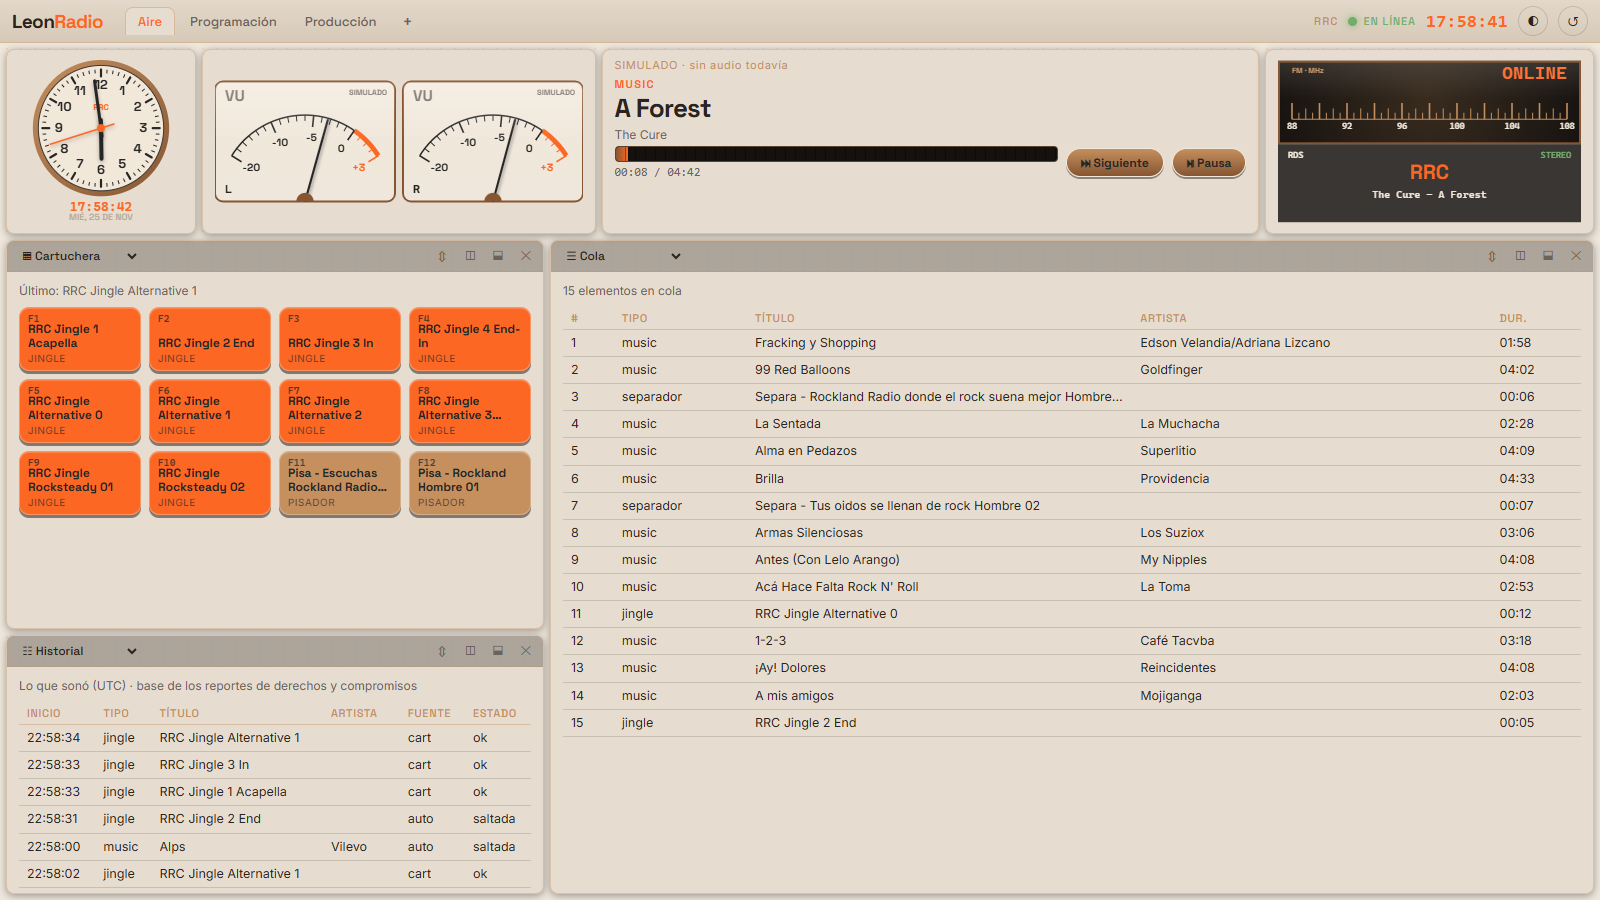 LeonRadio Aire Programación Producción + RRC EN LÍNEA 17:58:41
12 1 2 3 4 5 6 7 8 9 10 11
RRC
17:58:42
MIÉ, 25 DE NOV
VU SIMULADO
-20 -10 -5 0 +3
L
VU SIMULADO
-20 -10 -5 0 +3
R
SIMULADO · sin audio todavía
MUSIC
A Forest
The Cure
00:08 / 04:42
Siguiente Pausa
FM · MHz ONLINE
88 92 96 100 104 108
RDS STEREO
RRC
The Cure — A Forest
Cartuchera
Último: RRC Jingle Alternative 1
F1
RRC Jingle 1
Acapella
JINGLE
F2
RRC Jingle 2 End
JINGLE
F3
RRC Jingle 3 In
JINGLE
F4
RRC Jingle 4 End-
In
JINGLE
F5
RRC Jingle
Alternative 0
JINGLE
F6
RRC Jingle
Alternative 1
JINGLE
F7
RRC Jingle
Alternative 2
JINGLE
F8
RRC Jingle
Alternative 3...
JINGLE
F9
RRC Jingle
Rocksteady 01
JINGLE
F10
RRC Jingle
Rocksteady 02
JINGLE
F11
Pisa - Escuchas
Rockland Radio...
PISADOR
F12
Pisa - Rockland
Hombre 01
PISADOR
Historial
Lo que sonó (UTC) · base de los reportes de derechos y compromisos
INICIO TIPO TÍTULO ARTISTA FUENTE ESTADO
22:58:34 jingle RRC Jingle Alternative 1 cart ok
22:58:33 jingle RRC Jingle 3 In cart ok
22:58:33 jingle RRC Jingle 1 Acapella cart ok
22:58:31 jingle RRC Jingle 2 End auto saltada
22:58:00 music Alps Vilevo auto saltada
22:58:02 jingle RRC Jingle Alternative 1 cart ok
Cola
15 elementos en cola
# TIPO TÍTULO ARTISTA DUR.
1 music Fracking y Shopping Edson Velandia/Adriana Lizcano 01:58
2 music 99 Red Balloons Goldfinger 04:02
3 separador Separa - Rockland Radio donde el rock suena mejor Hombre... 00:06
4 music La Sentada La Muchacha 02:28
5 music Alma en Pedazos Superlitio 04:09
6 music Brilla Providencia 04:33
7 separador Separa - Tus oidos se llenan de rock Hombre 02 00:07
8 music Armas Silenciosas Los Suziox 03:06
9 music Antes (Con Lelo Arango) My Nipples 04:08
10 music Acá Hace Falta Rock N' Roll La Toma 02:53
11 jingle RRC Jingle Alternative 0 00:12
12 music 1-2-3 Café Tacvba 03:18
13 music ¡Ay! Dolores Reincidentes 04:08
14 music A mis amigos Mojiganga 02:03
15 jingle RRC Jingle 2 End 00:05